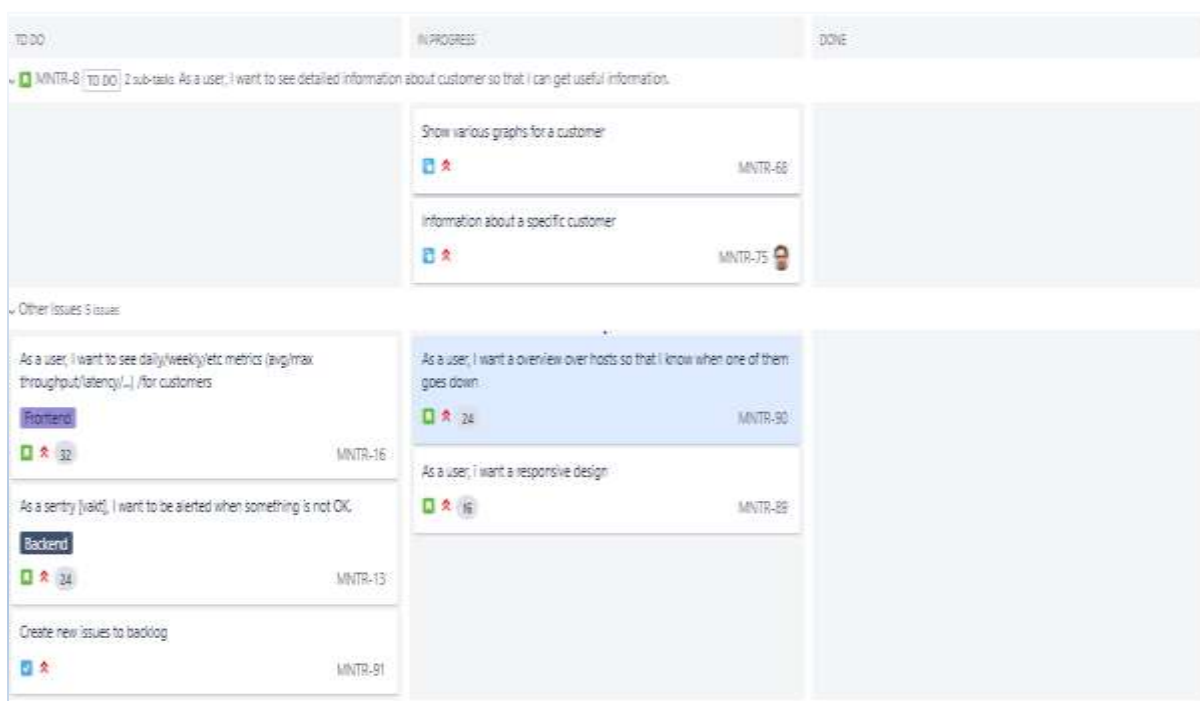 TO DO
IN PROGRESS
DONE
MNTR-8 TO DO 2 sub-tasks As a user, I want to see detailed information about customer so that I can get useful information.
Show various graphs for a customer
MNTR-68
Information about a specific customer
MNTR-75
Other issues 5 issues
As a user, I want to see daily/weekly/etc metrics (avg/max
throughput/latency/...) /for customers
Frontend
32
MNTR-16
As a sentry [vakt], I want to be alerted when something is not OK.
Backend
24
MNTR-13
Create new issues to backlog
MNTR-91
As a user, I want a overview over hosts so that I know when one of them
goes down
24
MNTR-90
As a user, i want a responsive design
16
MNTR-89